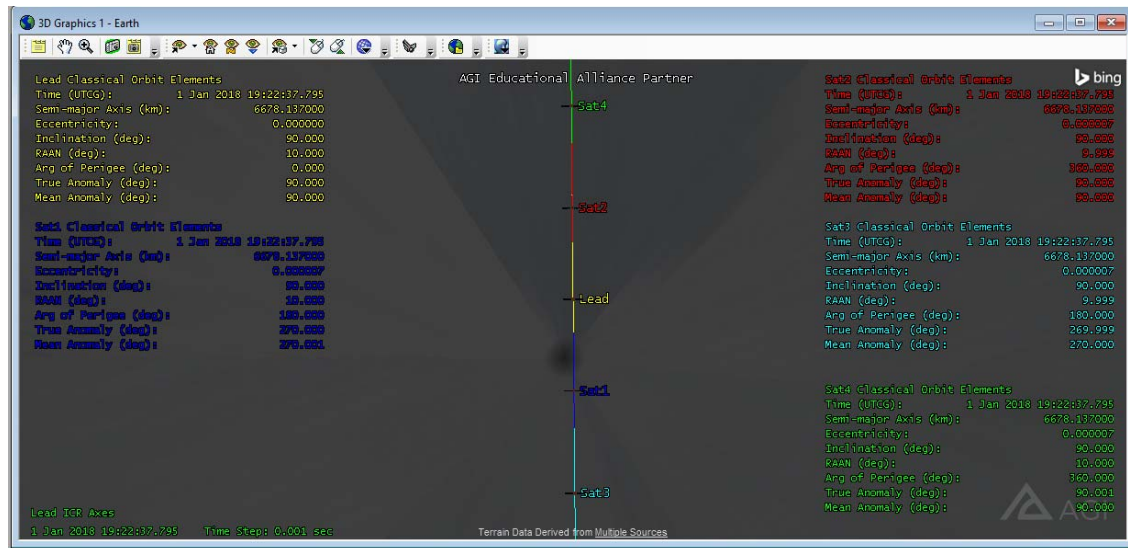 3D Graphics 1 - Earth
AGI Educational Alliance Partner
bing
Lead Classical Orbit Elements
Time (UTCG): 1 Jan 2018 19:22:37.795
Semi-major Axis (km): 6678.137000
Eccentricity: 0.000000
Inclination (deg): 90.000
RAAN (deg): 10.000
Arg of Perigee (deg): 0.000
True Anomaly (deg): 90.000
Mean Anomaly (deg): 90.000
Sat1 Classical Orbit Elements
Time (UTCG): 1 Jan 2018 19:22:37.795
Semi-major Axis (km): 6678.137000
Eccentricity: 0.000007
Inclination (deg): 90.000
RAAN (deg): 10.000
Arg of Perigee (deg): 180.000
True Anomaly (deg): 270.000
Mean Anomaly (deg): 270.001
Lead ICR Axes
1 Jan 2018 19:22:37.795 Time Step: 0.001 sec
Sat4
Sat2
Lead
Sat1
Sat3
Terrain Data Derived from Multiple Sources
Sat2 Classical Orbit Elements
Time (UTCG): 1 Jan 2018 19:22:37.795
Semi-major Axis (km): 6678.137000
Eccentricity: 0.000007
Inclination (deg): 90.000
RAAN (deg): 9.999
Arg of Perigee (deg): 360.000
True Anomaly (deg): 90.000
Mean Anomaly (deg): 90.000
Sat3 Classical Orbit Elements
Time (UTCG): 1 Jan 2018 19:22:37.795
Semi-major Axis (km): 6678.137000
Eccentricity: 0.000007
Inclination (deg): 90.000
RAAN (deg): 9.999
Arg of Perigee (deg): 180.000
True Anomaly (deg): 269.999
Mean Anomaly (deg): 270.000
Sat4 Classical Orbit Elements
Time (UTCG): 1 Jan 2018 19:22:37.795
Semi-major Axis (km): 6678.137000
Eccentricity: 0.000007
Inclination (deg): 90.000
RAAN (deg): 10.000
Arg of Perigee (deg): 360.000
True Anomaly (deg): 90.001
Mean Anomaly (deg): 90.000
AGI